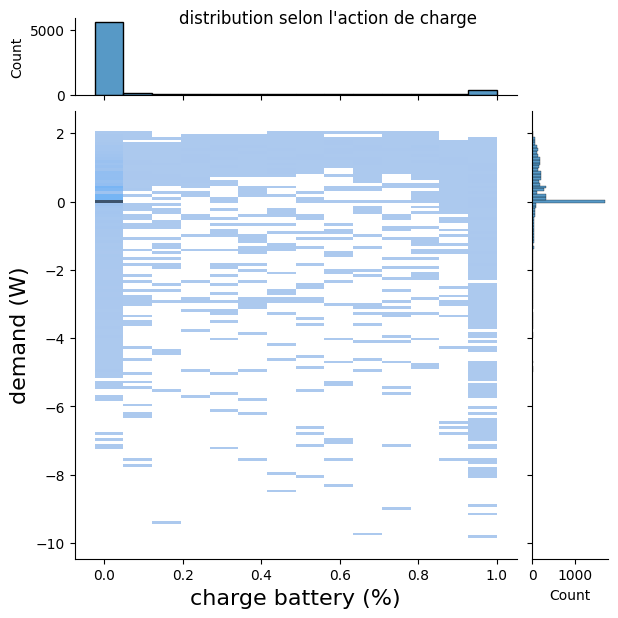 distribution selon l'action de charge
5000
0
Count
2
0
−2
−4
−6
−8
−10
demand (W)
0.0 0.2 0.4 0.6 0.8 1.0
charge battery (%)
0 1000
Count